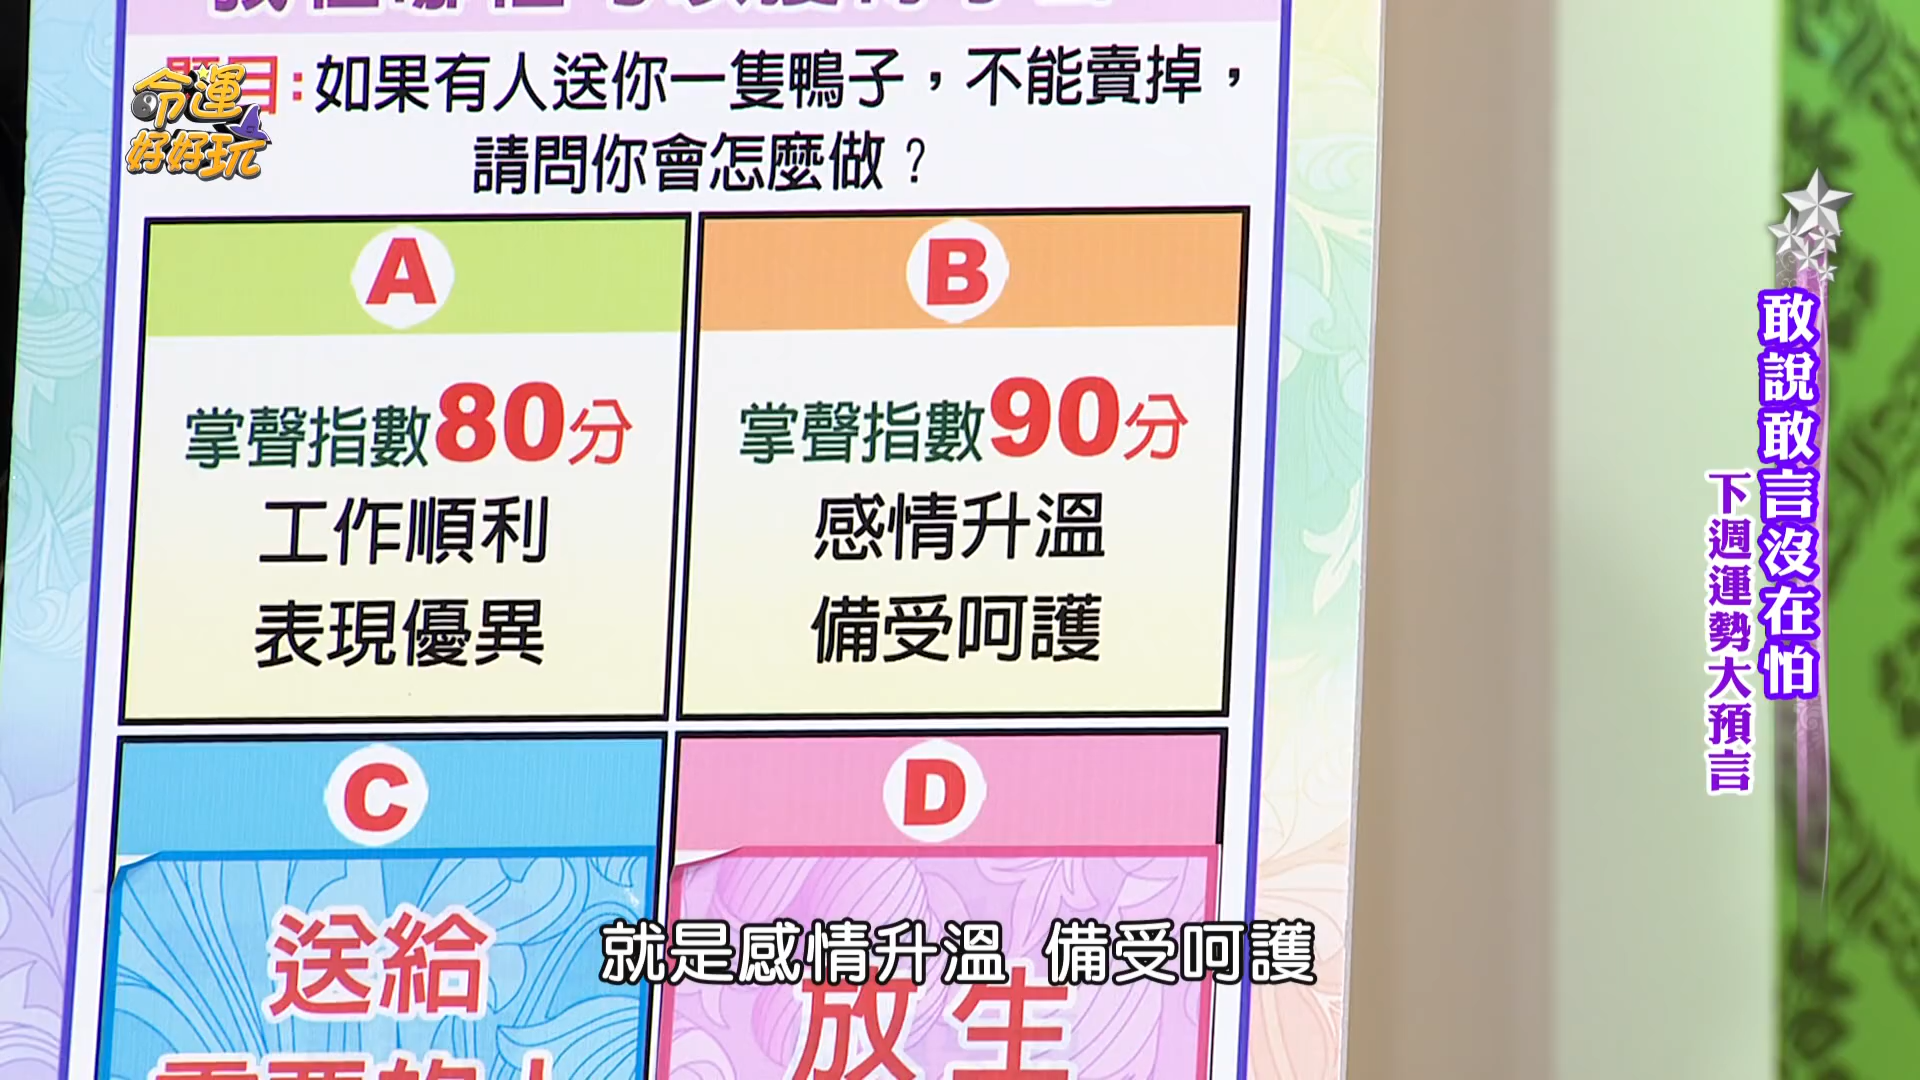 題目:如果有人送你一隻鴨子，不能賣掉，
請問你會怎麼做？
命運
好好玩
A
B
掌聲指數80分
工作順利
表現優異
掌聲指數90分
感情升溫
備受呵護
C
D
送給
放生
就是感情升溫 備受呵護
敢說敢言沒在怕
下週運勢大預言